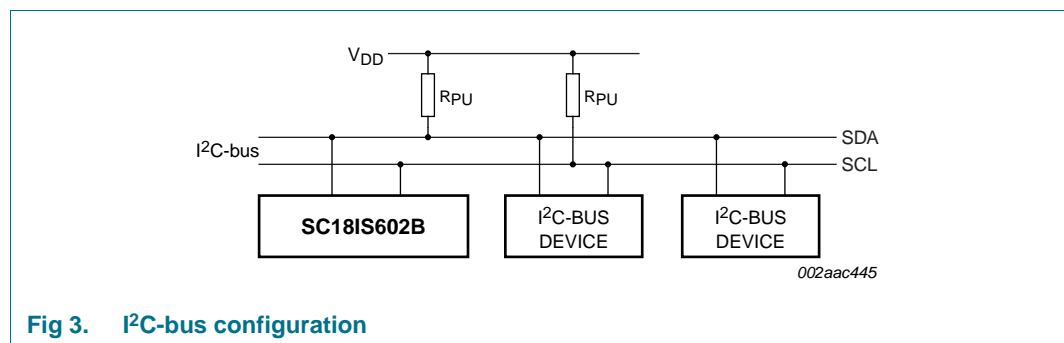 VDD
RPU RPU
SDA
I2C-bus
SCL
SC18IS602B
I2C-BUS DEVICE
I2C-BUS DEVICE
002aac445
Fig 3. I2C-bus configuration